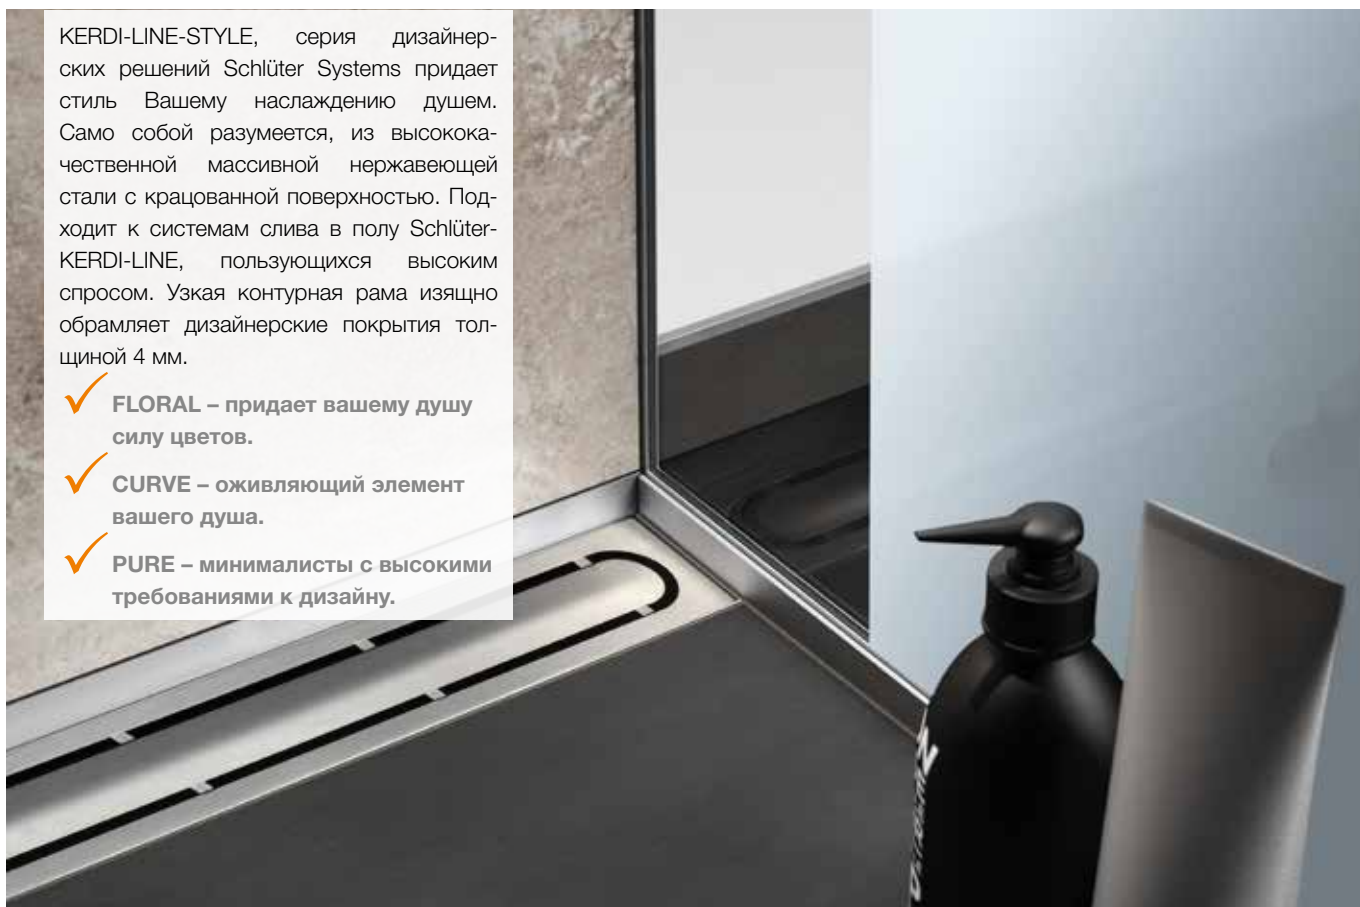 KERDI-LINE-STYLE, серия дизайнер-
ских решений Schlüter Systems придает
стиль Вашему наслаждению душем.
Само собой разумеется, из высокока-
чественной массивной нержавеющей
стали с крацованной поверхностью. Под-
ходит к системам слива в полу Schlüter-
KERDI-LINE, пользующихся высоким
спросом. Узкая контурная рама изящно
обрамляет дизайнерские покрытия тол-
щиной 4 мм.
FLORAL – придает вашему душу
силу цветов.
CURVE – оживляющий элемент
вашего душа.
PURE – минималисты с высокими
требованиями к дизайну.